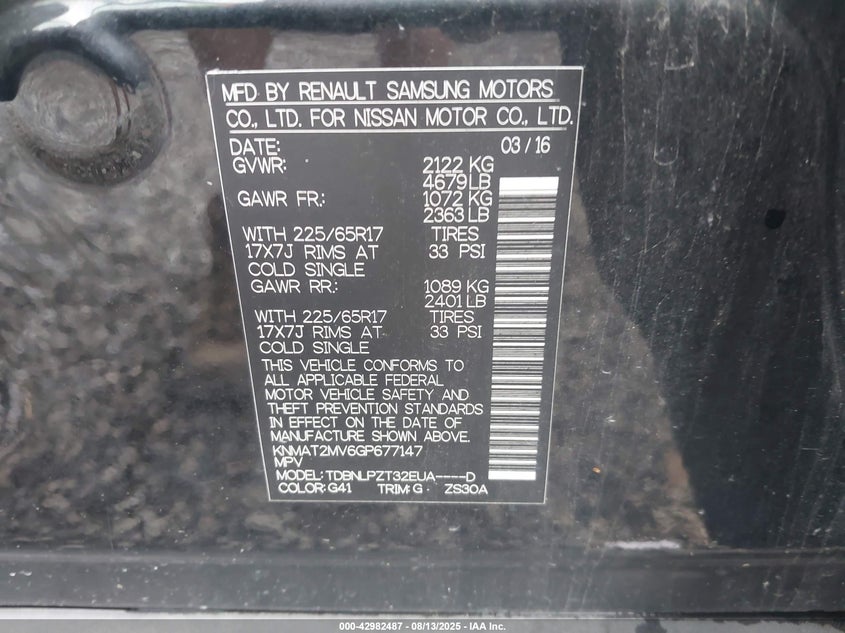 MFD BY RENAULT SAMSUNG MOTORS
CO., LTD. FOR NISSAN MOTOR CO., LTD.
DATE: 03/16
GVWR: 2122 KG
4679 LB
GAWR FR: 1072 KG
2363 LB
WITH 225/65R17 TIRES
17X7J RIMS AT 33 PSI
COLD SINGLE
GAWR RR: 1089 KG
2401 LB
WITH 225/65R17 TIRES
17X7J RIMS AT 33 PSI
COLD SINGLE
THIS VEHICLE CONFORMS TO
ALL APPLICABLE FEDERAL
MOTOR VEHICLE SAFETY AND
THEFT PREVENTION STANDARDS
IN EFFECT ON THE DATE OF
MANUFACTURE SHOWN ABOVE.
KNMAT2MV6GP677147
MPV
MODEL: TDBNLPZT32EUA----D
COLOR: G41 TRIM: G ZS30A
000-42982487 - 08/13/2025 - IAA Inc.